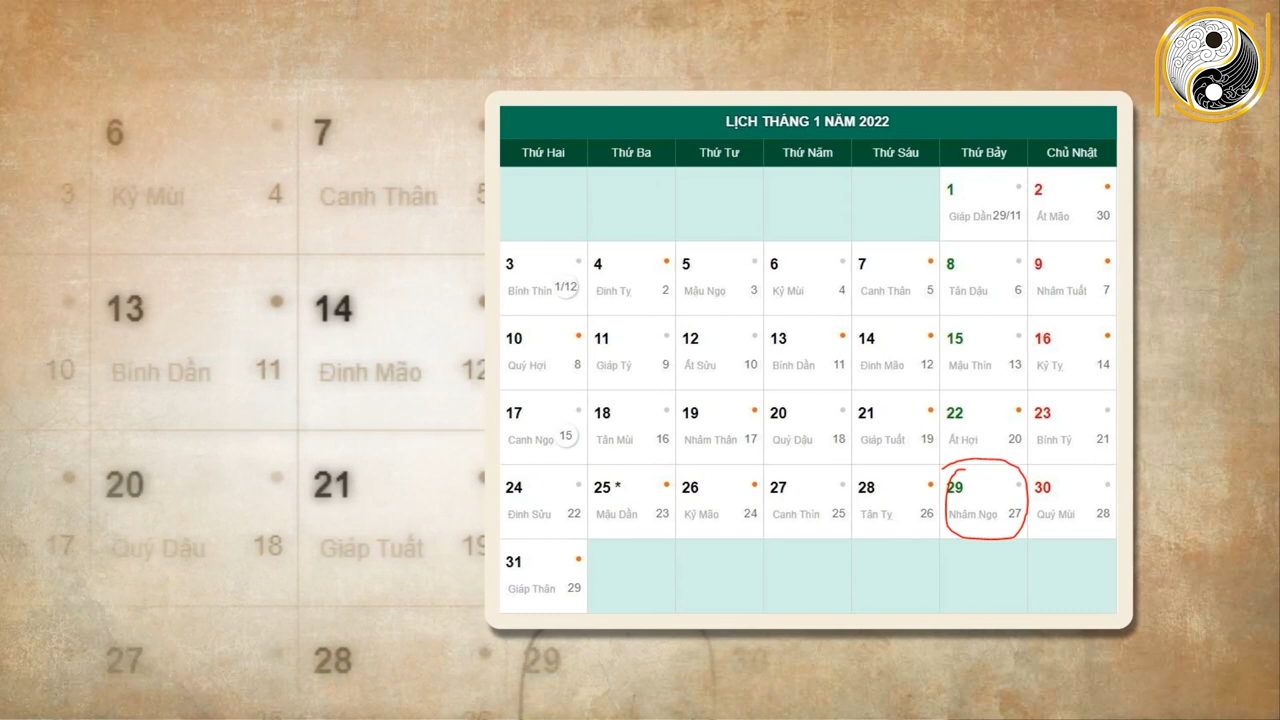 LỊCH THÁNG 1 NĂM 2022
Thứ Hai Thứ Ba Thứ Tư Thứ Năm Thứ Sáu Thứ Bảy Chủ Nhật
1 2
Giáp Dần 29/11 Ất Mão 30
3 4 5 6 7 8 9
Bính Thìn 1/12 Đinh Tỵ 2 Mậu Ngọ 3 Kỷ Mùi 4 Canh Thân 5 Tân Dậu 6 Nhâm Tuất 7
10 11 12 13 14 15 16
Quý Hợi 8 Giáp Tý 9 Ất Sửu 10 Bính Dần 11 Đinh Mão 12 Mậu Thìn 13 Kỷ Tỵ 14
17 18 19 20 21 22 23
Canh Ngọ 15 Tân Mùi 16 Nhâm Thân 17 Quý Dậu 18 Giáp Tuất 19 Ất Hợi 20 Bính Tý 21
24 25 * 26 27 28 29 30
Đinh Sửu 22 Mậu Dần 23 Kỷ Mão 24 Canh Thìn 25 Tân Tỵ 26 Nhâm Ngọ 27 Quý Mùi 28
31
Giáp Thân 29
6 7
3 Kỷ Mùi 4 Canh Thân 5
13 14
10 Bính Dần 11 Đinh Mão 12
20 21
17 Quý Dậu 18 Giáp Tuất 19
27 28 29 30